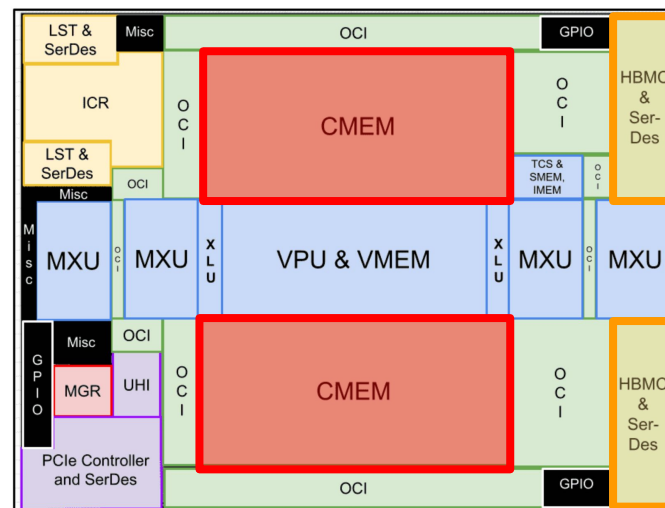 LST &
SerDes
Misc
OCI
GPIO
HBMC
&
Ser-
Des
ICR
O
C
I
CMEM
O
C
I
LST &
SerDes
TCS &
SMEM,
IMEM
O
C
I
Misc
OCI
M
i
s
c
MXU
O
C
I
MXU
X
L
U
VPU & VMEM
X
L
U
MXU
O
C
I
MXU
G
P
I
O
Misc
OCI
MGR
UHI
O
C
I
CMEM
O
C
I
HBMC
&
Ser-
Des
PCIe Controller
and SerDes
OCI
GPIO